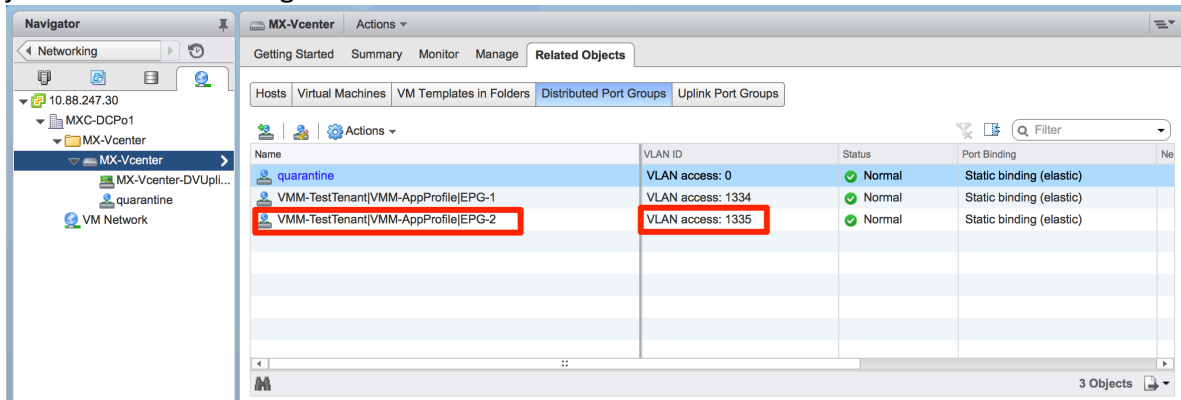 Navigator
Networking
10.88.247.30
MXC-DCPo1
MX-Vcenter
MX-Vcenter
MX-Vcenter-DVUpli...
quarantine
VM Network
MX-Vcenter Actions
Getting Started Summary Monitor Manage Related Objects
Hosts Virtual Machines VM Templates in Folders Distributed Port Groups Uplink Port Groups
Actions Filter
Name VLAN ID Status Port Binding Ne
quarantine VLAN access: 0 Normal Static binding (elastic)
VMM-TestTenant|VMM-AppProfile|EPG-1 VLAN access: 1334 Normal Static binding (elastic)
VMM-TestTenant|VMM-AppProfile|EPG-2 VLAN access: 1335 Normal Static binding (elastic)
3 Objects